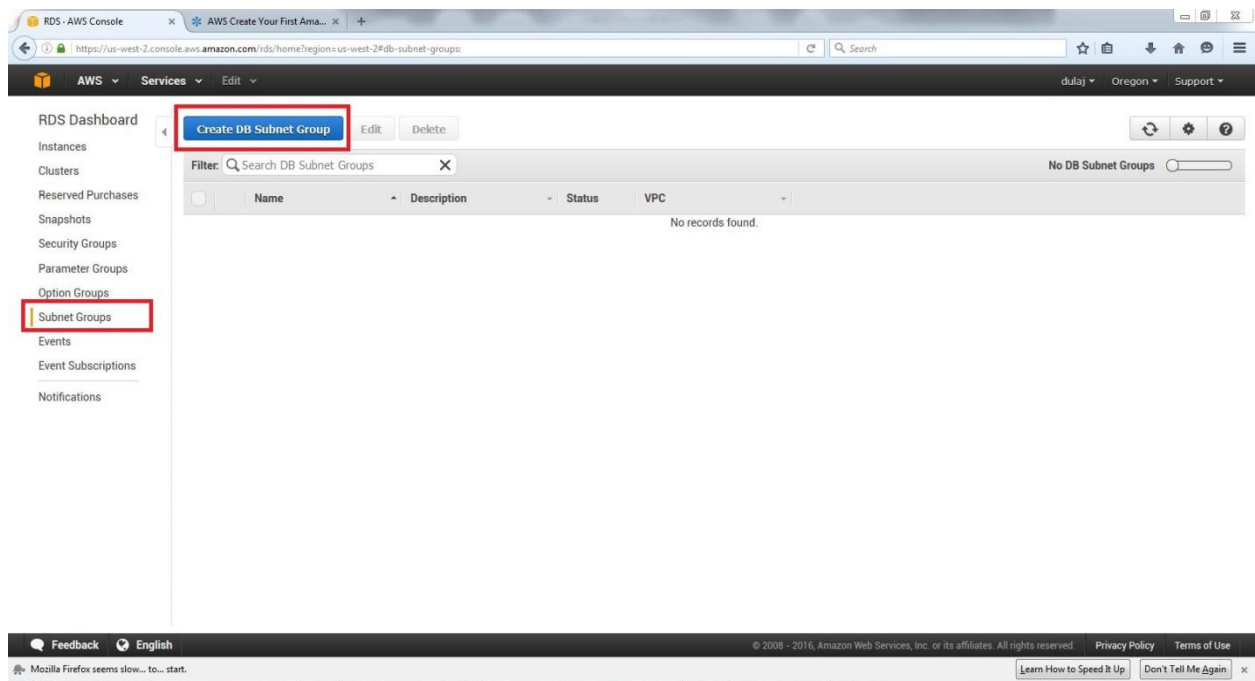 RDS · AWS Console × AWS Create Your First Ama... × +
https://us-west-2.console.aws.amazon.com/rds/home?region=us-west-2#db-subnet-groups: Search
AWS Services Edit dulaj Oregon Support
RDS Dashboard
Instances
Clusters
Reserved Purchases
Snapshots
Security Groups
Parameter Groups
Option Groups
Subnet Groups
Events
Event Subscriptions
Notifications
Create DB Subnet Group Edit Delete
Filter: Search DB Subnet Groups
No DB Subnet Groups
Name Description Status VPC
No records found.
Feedback English © 2008 - 2016, Amazon Web Services, Inc. or its affiliates. All rights reserved. Privacy Policy Terms of Use
Mozilla Firefox seems slow... to... start. Learn How to Speed It Up Don't Tell Me Again